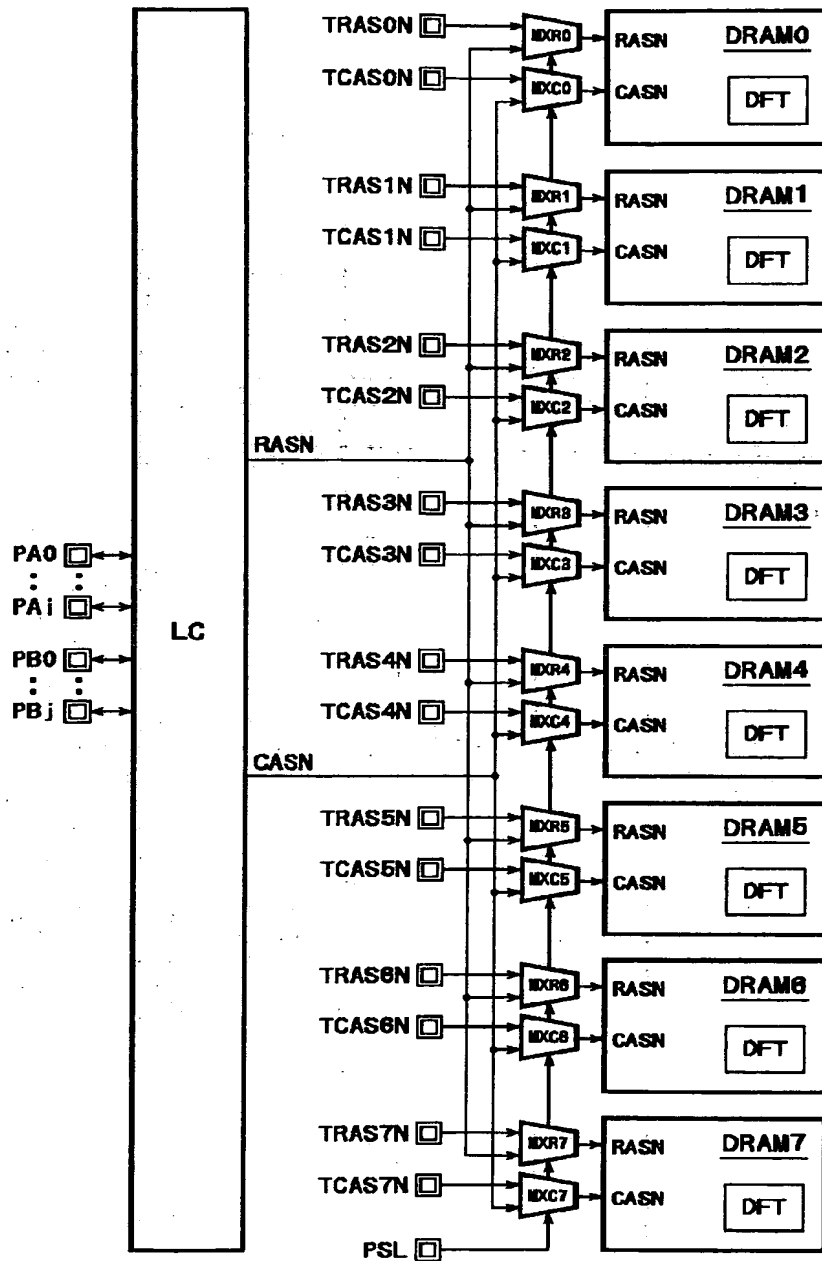 TRAS0N MXR0 RASN DRAM0
TCAS0N MXC0 CASN DFT
TRAS1N MXR1 RASN DRAM1
TCAS1N MXC1 CASN DFT
TRAS2N MXR2 RASN DRAM2
TCAS2N MXC2 CASN DFT
RASN
TRAS3N MXR3 RASN DRAM3
PA0 TCAS3N MXC3 CASN DFT
PAi
LC
PB0 TRAS4N MXR4 RASN DRAM4
PBj TCAS4N MXC4 CASN DFT
CASN
TRAS5N MXR5 RASN DRAM5
TCAS5N MXC5 CASN DFT
TRAS6N MXR6 RASN DRAM6
TCAS6N MXC6 CASN DFT
TRAS7N MXR7 RASN DRAM7
TCAS7N MXC7 CASN DFT
PSL